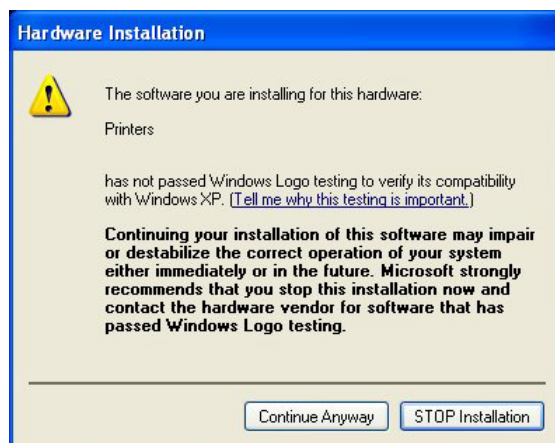 Hardware Installation
The software you are installing for this hardware:
Printers
has not passed Windows Logo testing to verify its compatibility
with Windows XP. (Tell me why this testing is important.)
Continuing your installation of this software may impair
or destabilize the correct operation of your system
either immediately or in the future. Microsoft strongly
recommends that you stop this installation now and
contact the hardware vendor for software that has
passed Windows Logo testing.
Continue Anyway
STOP Installation